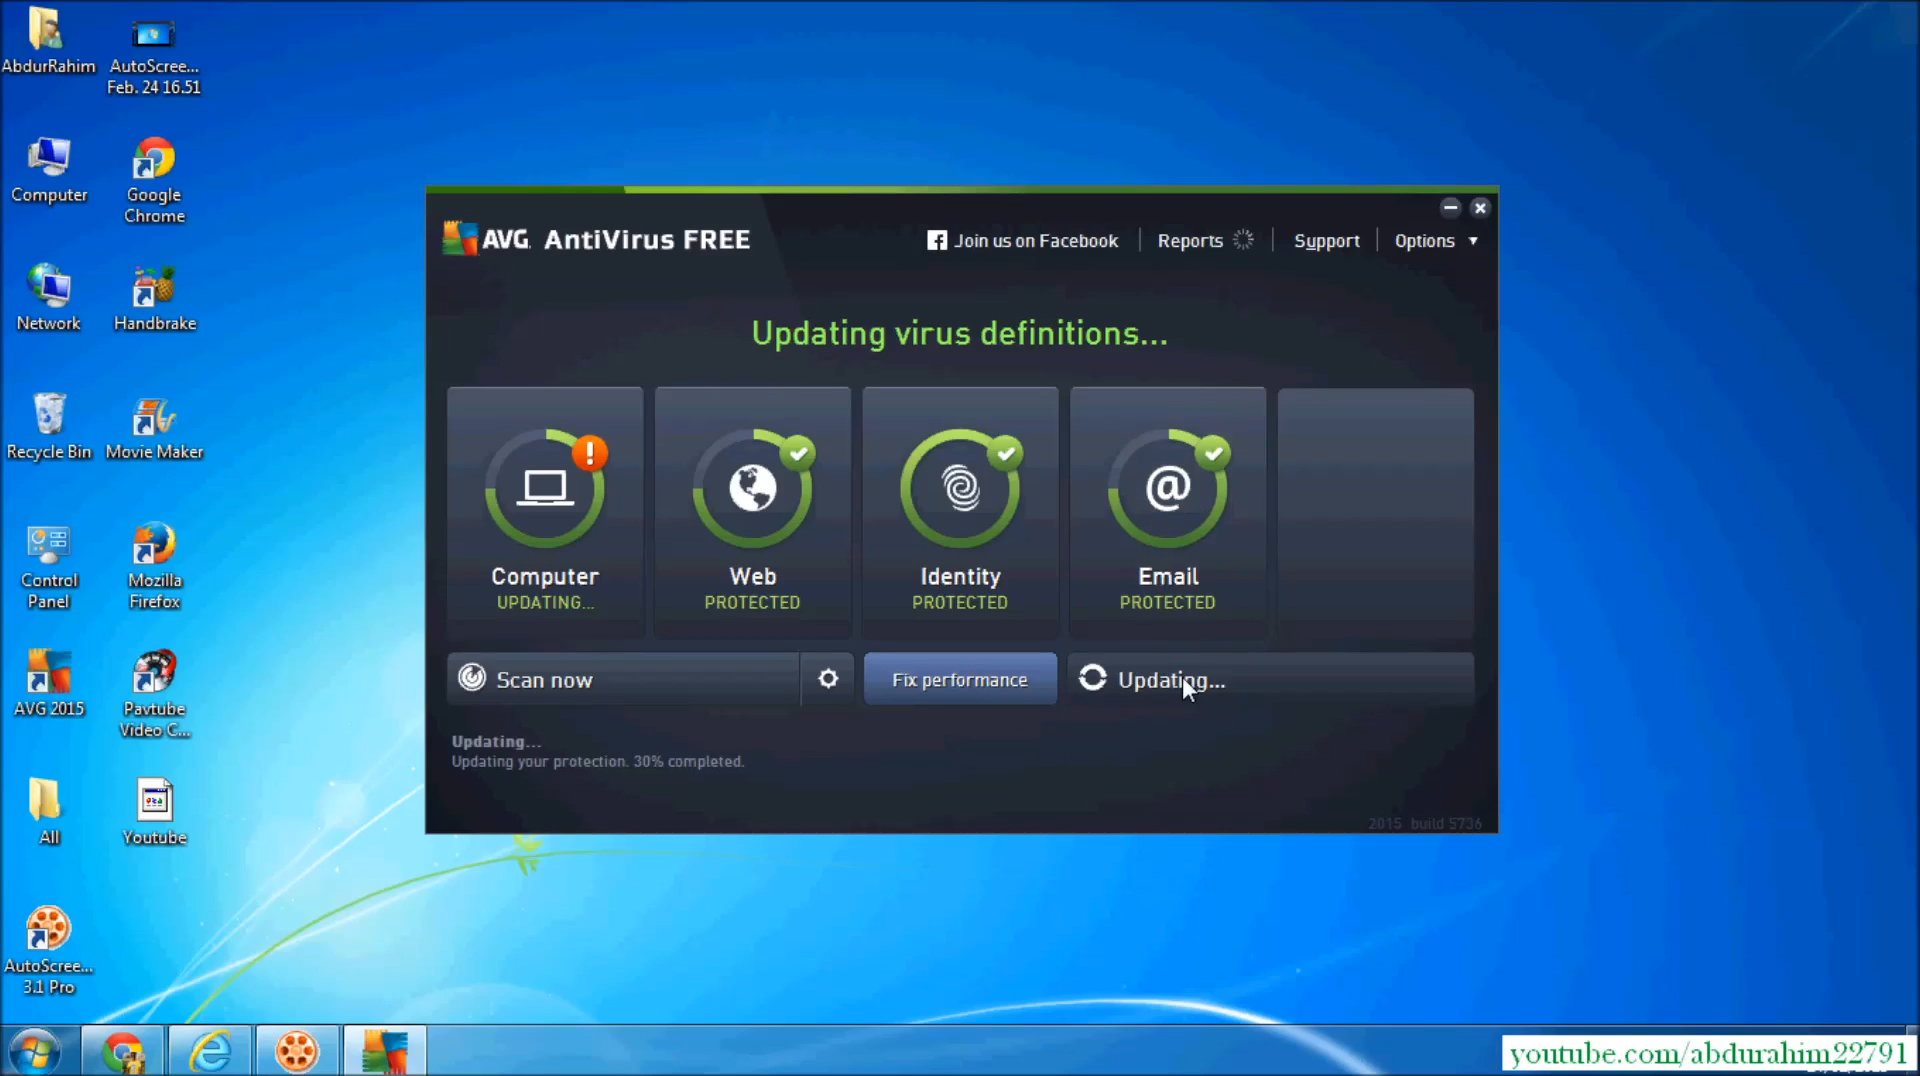 AbdurRahim
AutoScree...
Feb. 24 16.51
Computer
Google
Chrome
Network
Handbrake
Recycle Bin
Movie Maker
Control
Panel
Mozilla
Firefox
AVG 2015
Pavtube
Video C...
All
Youtube
AutoScree...
3.1 Pro
AVG. AntiVirus FREE
Join us on Facebook
Reports
Support
Options
Updating virus definitions...
Computer
UPDATING...
Web
PROTECTED
Identity
PROTECTED
Email
PROTECTED
Scan now
Fix performance
Updating...
Updating...
Updating your protection. 30% completed.
2015 build 5736
youtube.com/abdurahim22791